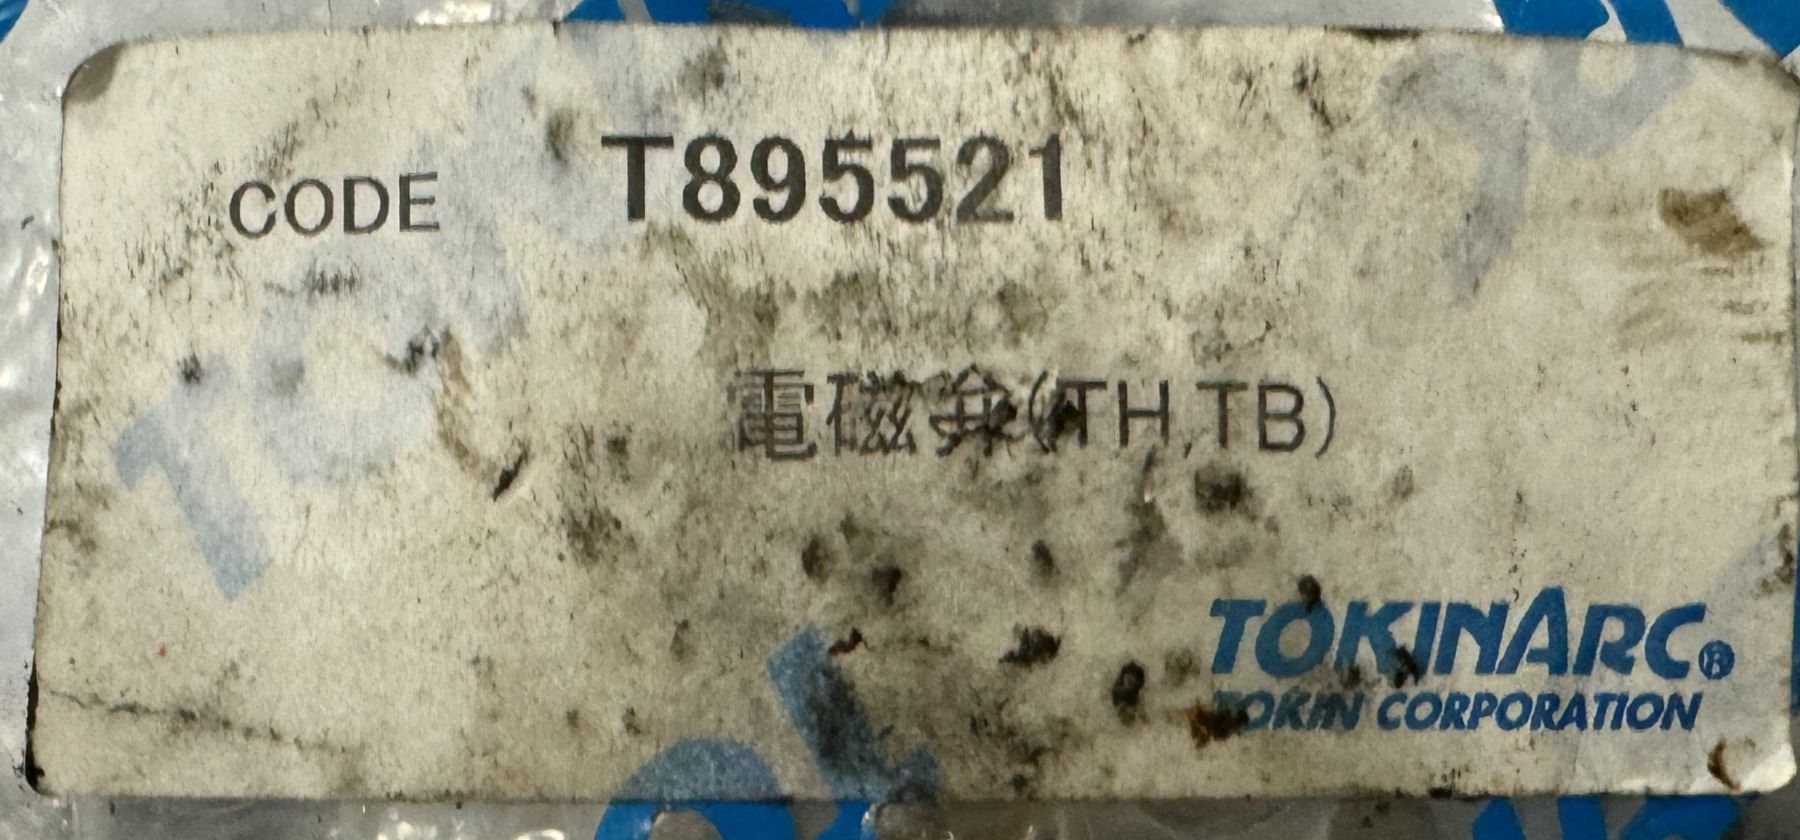 CODE T895521
電磁弁(TH,TB)
TOKINARC®
TOKIN CORPORATION